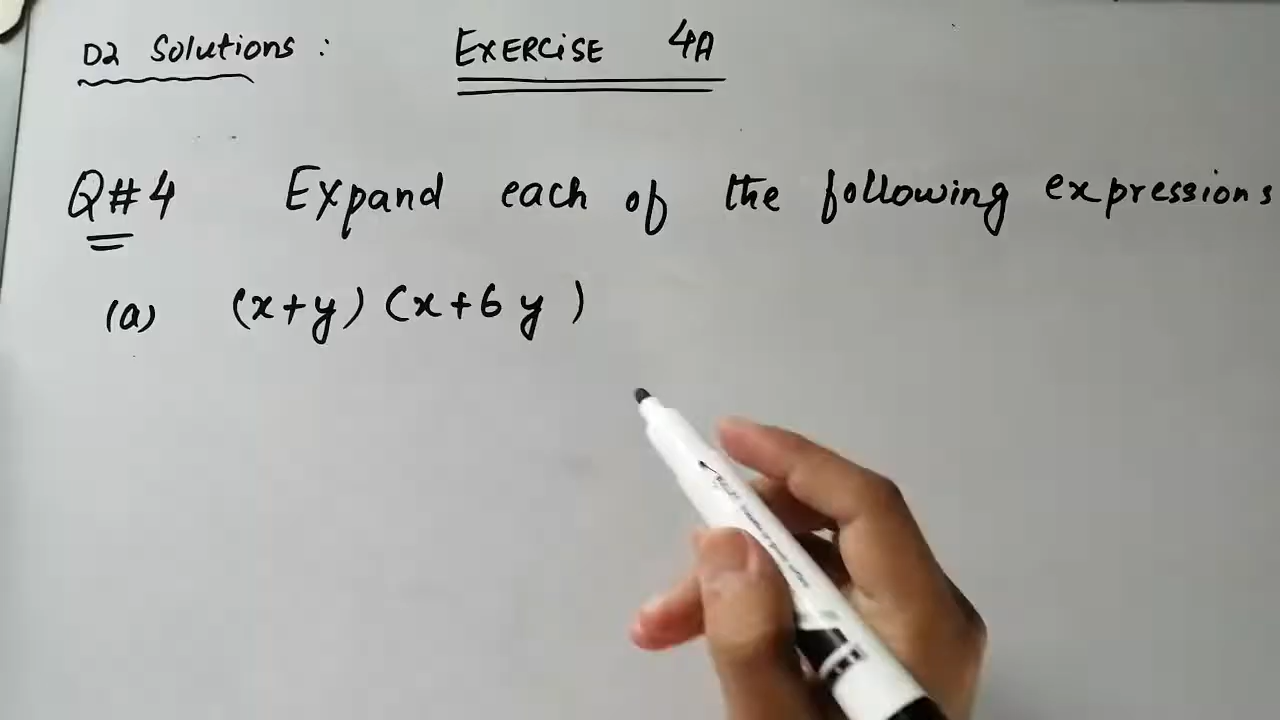 D2 Solutions : EXERCiSE 4A
Q#4 Expand each of the following expressions
(a) (x+y) (x+6y)